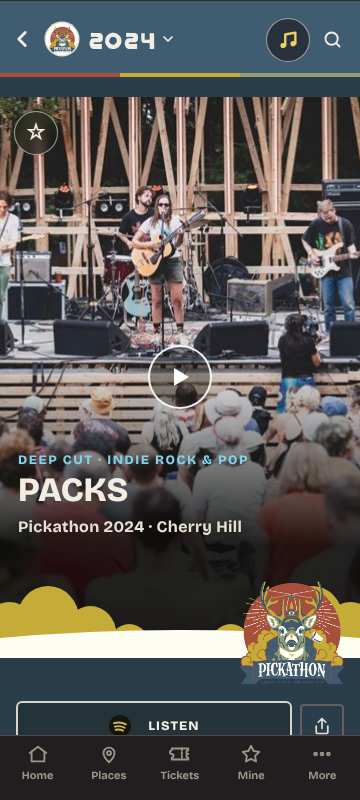 2024
DEEP CUT · INDIE ROCK & POP
PACKS
Pickathon 2024 · Cherry Hill
PICKATHON
LISTEN
Home
Places
Tickets
Mine
More